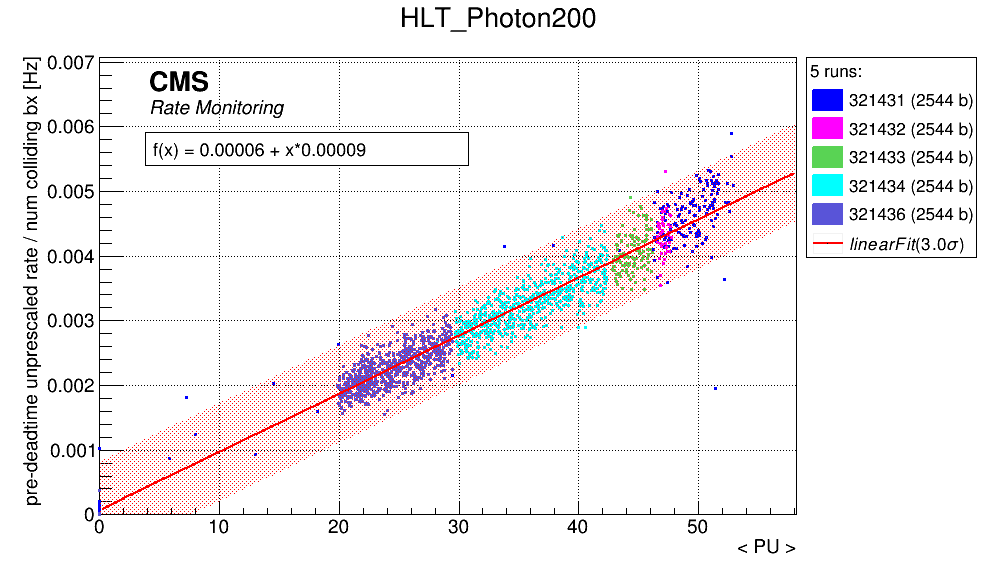 HLT_Photon200
pre-deadtime unprescaled rate / num colliding bx [Hz]
0.007
0.006
0.005
0.004
0.003
0.002
0.001
0
CMS
Rate Monitoring
f(x) = 0.00006 + x*0.00009
0 10 20 30 40 50
< PU >
5 runs:
321431 (2544 b)
321432 (2544 b)
321433 (2544 b)
321434 (2544 b)
321436 (2544 b)
linearFit(3.0σ)